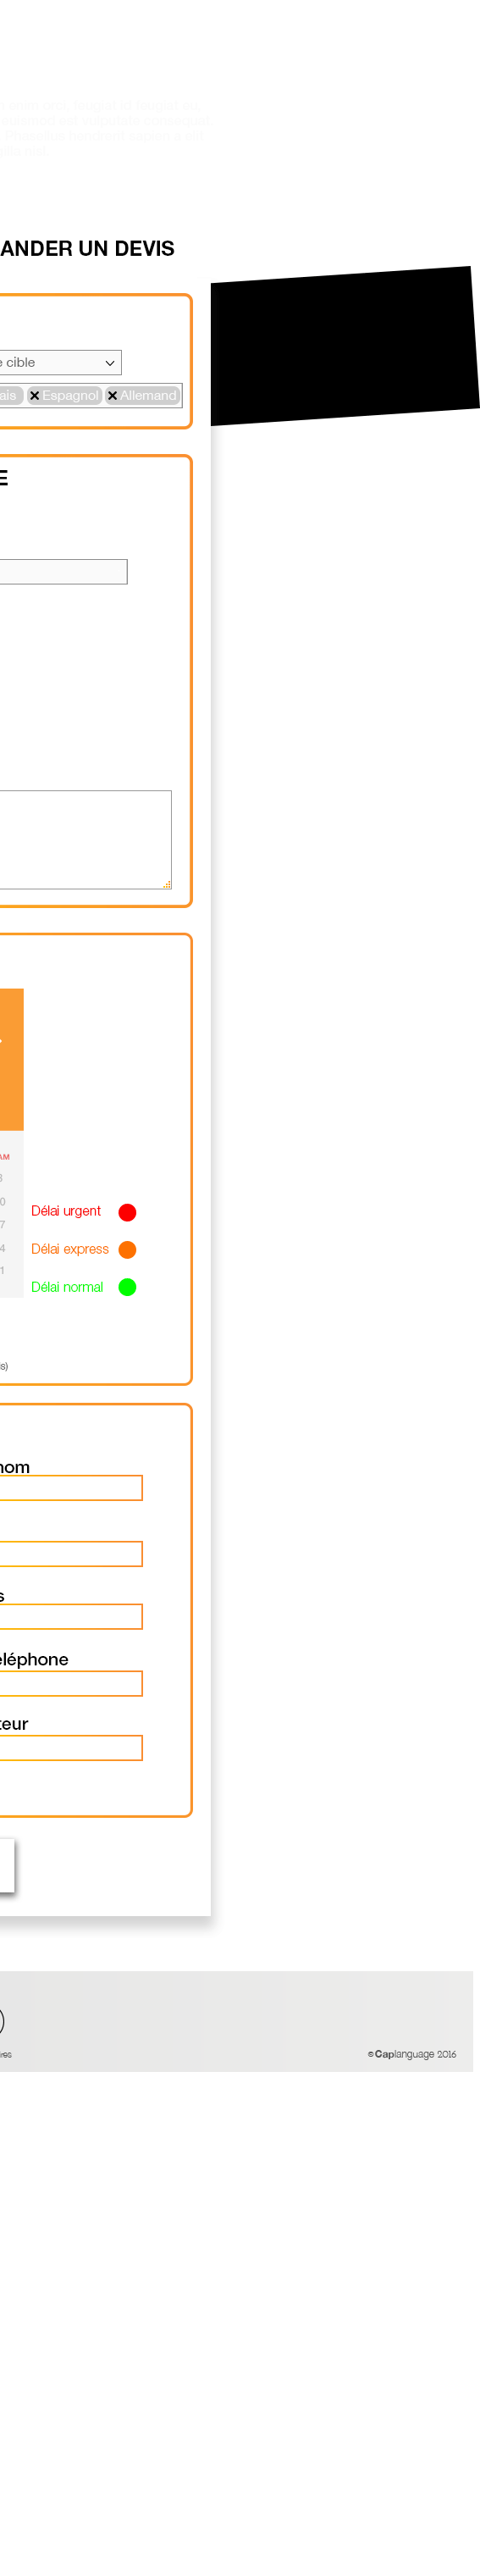 ANDER UN DEVIS
e cible
ais
Espagnol
Allemand
E
AM
3
0
7
4
1
Délai urgent
Délai express
Délai normal
s)
nom
s
éléphone
teur
res
© Caplanguage 2016